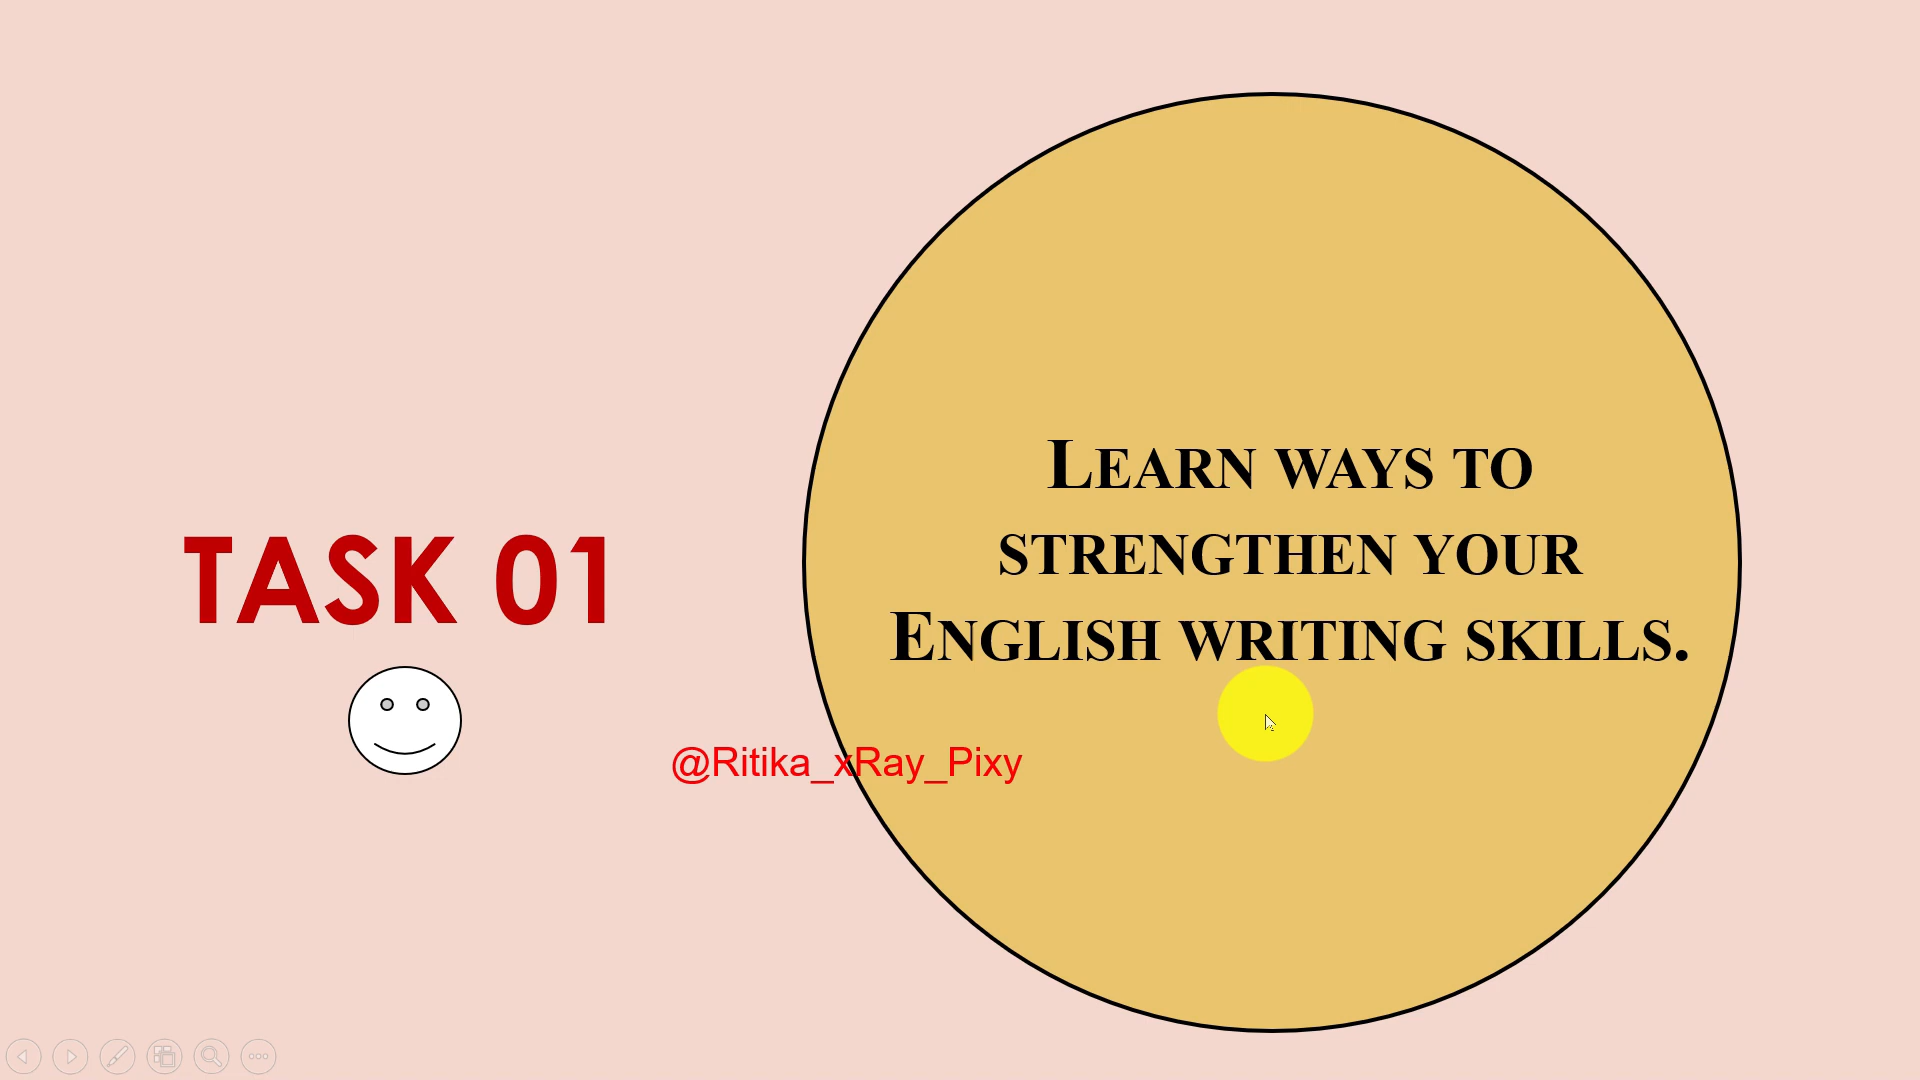 TASK 01
Learn ways to
strengthen your
English writing skills.
@Ritika_xRay_Pixy